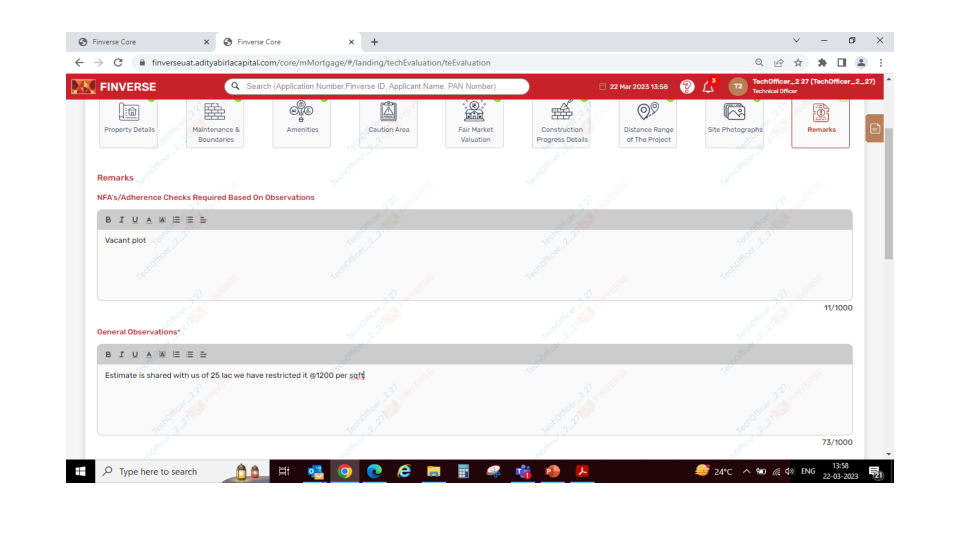 Finverse Core
Finverse Core
finverseuat.adityabirlacapital.com/core/mMortgage/#/landing/techEvaluation/teEvaluation
FINVERSE
Search (Application Number,Finverse ID, Applicant Name, PAN Number)
22 Mar 2023 13:58
3
T2
TechOfficer_2 27 (TechOfficer_2_27)
Technical Officer
Property Details
Maintenance &
Boundaries
Amenities
Caution Area
Fair Market
Valuation
Construction
Progress Details
Distance Range
of The Project
Site Photographs
Remarks
Remarks
NFA's/Adherence Checks Required Based On Observations
B I U A A
Vacant plot
11/1000
General Observations*
B I U A A
Estimate is shared with us of 25 lac we have restricted it @1200 per sqft
73/1000
Type here to search
24°C
ENG
13:58
22-03-2023
21